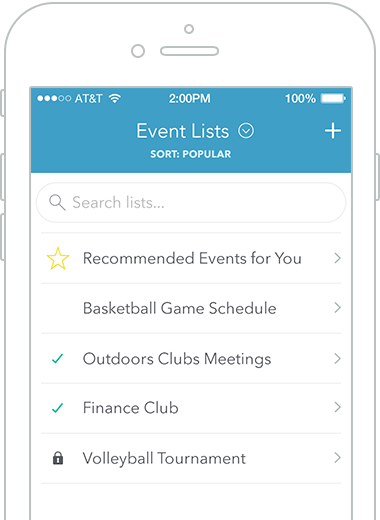 AT&T 2:00PM 100%
Event Lists
SORT: POPULAR
Search lists...
Recommended Events for You
Basketball Game Schedule
Outdoors Clubs Meetings
Finance Club
Volleyball Tournament